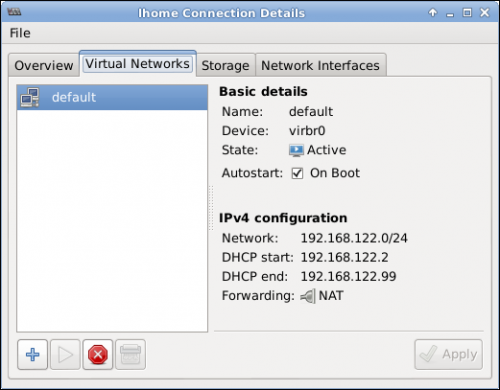 lhome Connection Details
File
Overview
Virtual Networks
Storage
Network Interfaces
default
Basic details
Name: default
Device: virbr0
State: Active
Autostart: On Boot
IPv4 configuration
Network: 192.168.122.0/24
DHCP start: 192.168.122.2
DHCP end: 192.168.122.99
Forwarding: NAT
Apply